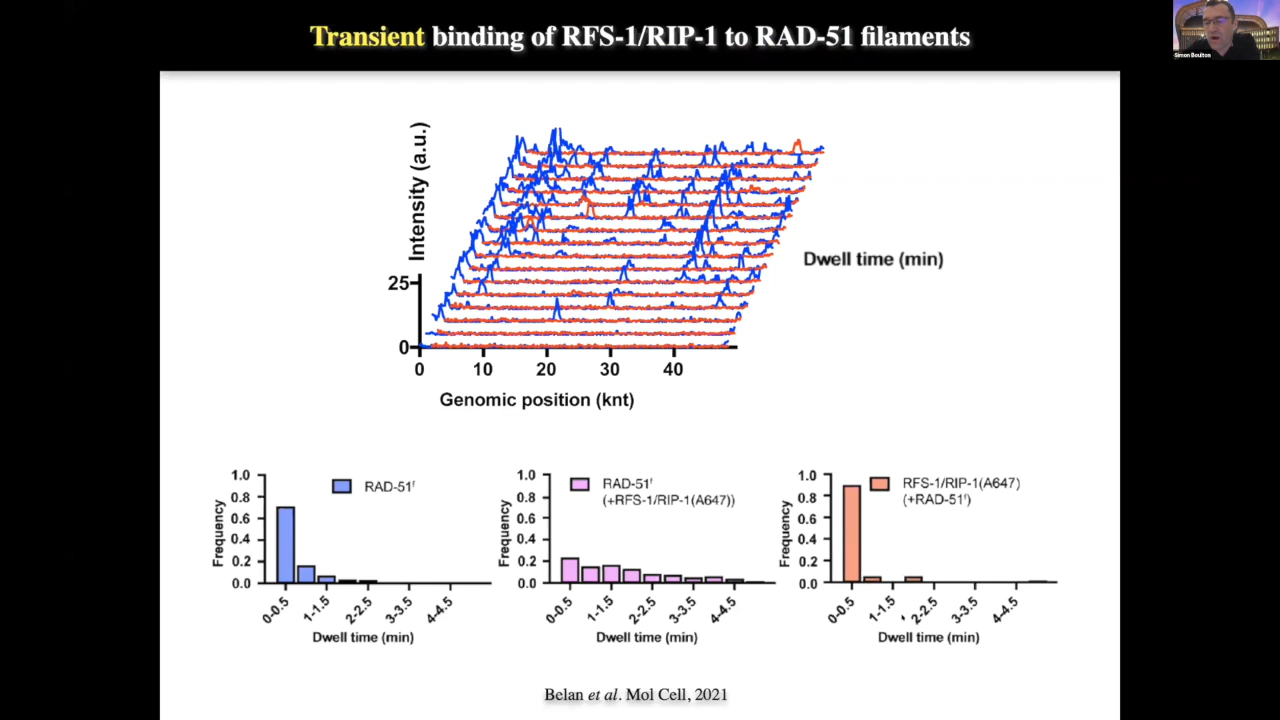 Transient binding of RFS-1/RIP-1 to RAD-51 filaments
Simon Boulton
Intensity (a.u.)
25
0
0 10 20 30 40
Genomic position (knt)
Dwell time (min)
Frequency
1.0
0.8
0.6
0.4
0.2
0.0
RAD-51ᶠ
0-0.5 1-1.5 2-2.5 3-3.5 4-4.5
Dwell time (min)
Frequency
1.0
0.8
0.6
0.4
0.2
0.0
RAD-51ᶠ
(+RFS-1/RIP-1(A647))
0-0.5 1-1.5 2-2.5 3-3.5 4-4.5
Dwell time (min)
Frequency
1.0
0.8
0.6
0.4
0.2
0.0
RFS-1/RIP-1(A647)
(+RAD-51ᶠ)
0-0.5 1-1.5 2-2.5 3-3.5 4-4.5
Dwell time (min)
Belan et al. Mol Cell, 2021